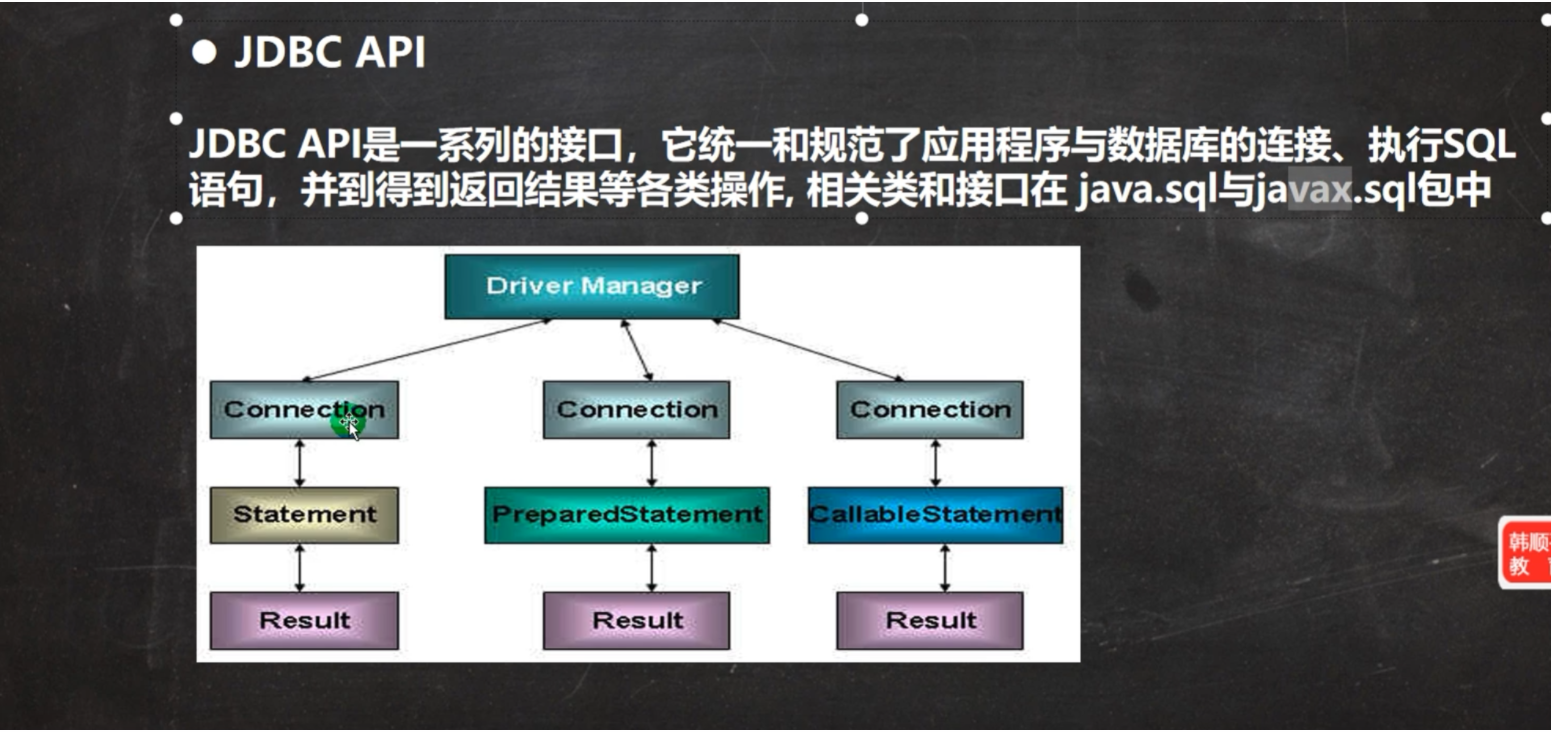 ● JDBC API
JDBC API是一系列的接口，它统一和规范了应用程序与数据库的连接、执行SQL
语句，并到得到返回结果等各类操作, 相关类和接口在 java.sql与javax.sql包中
Driver Manager
Connection Connection Connection
Statement PreparedStatement CallableStatement
韩顺
教
Result Result Result